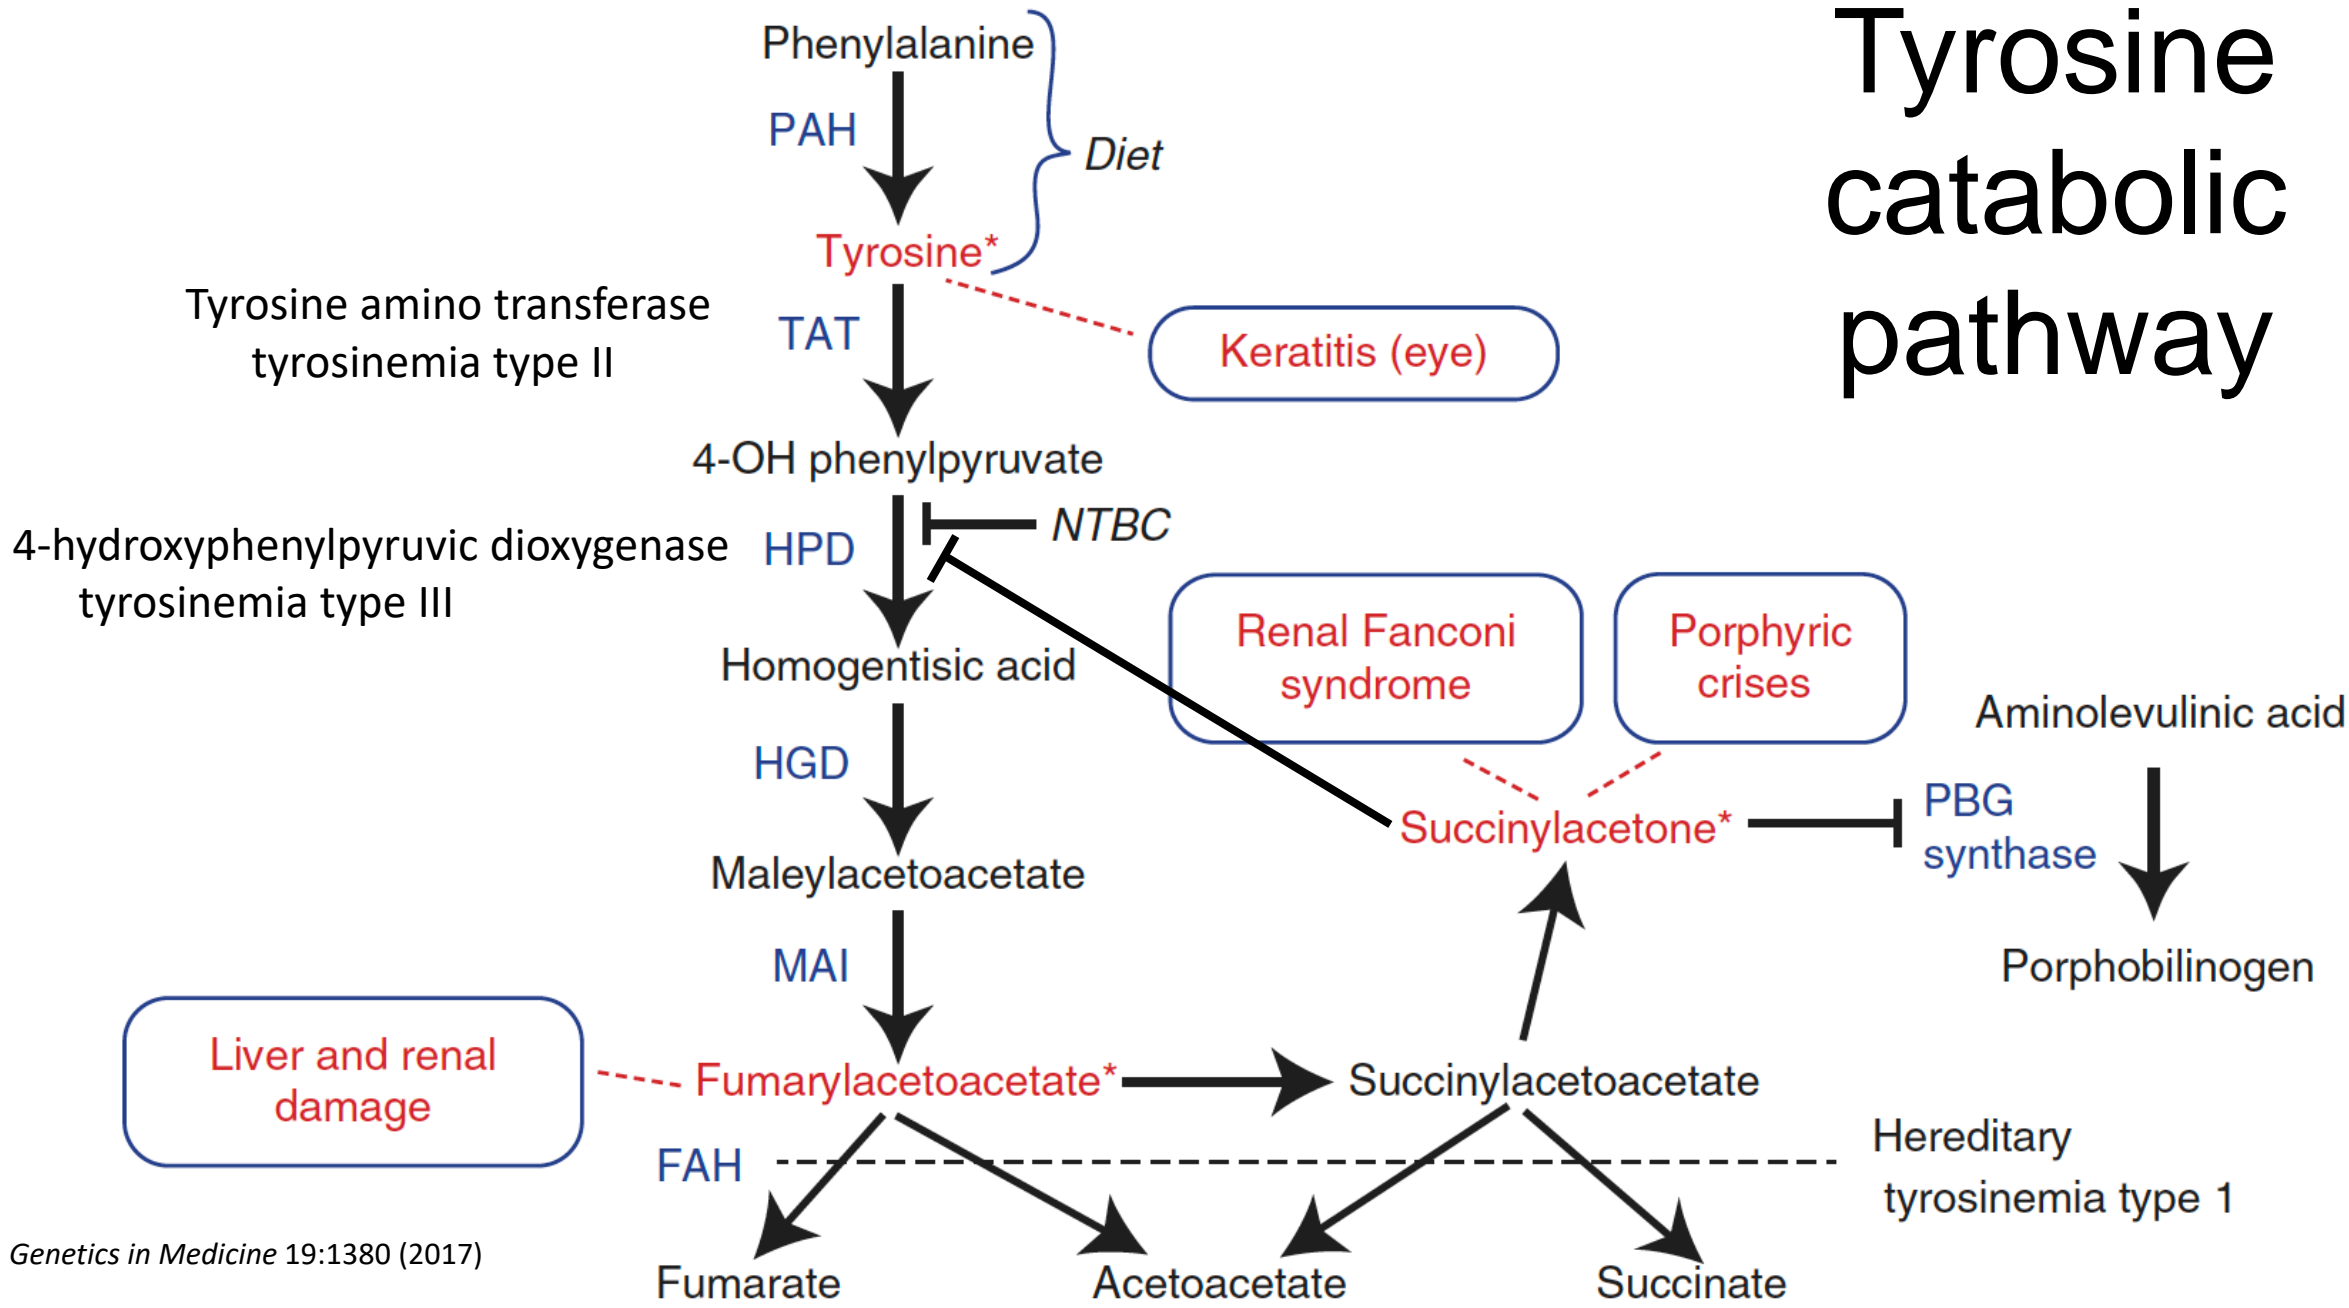 Tyrosine
catabolic
pathway
Phenylalanine
PAH
Diet
Tyrosine*
Tyrosine amino transferase
tyrosinemia type II
TAT
Keratitis (eye)
4-OH phenylpyruvate
NTBC
4-hydroxyphenylpyruvic dioxygenase
tyrosinemia type III
HPD
Renal Fanconi
syndrome
Porphyric
crises
Homogentisic acid
Aminolevulinic acid
HGD
Succinylacetone*
PBG
synthase
Maleylacetoacetate
MAI
Porphobilinogen
Liver and renal
damage
Fumarylacetoacetate*
Succinylacetoacetate
FAH
Hereditary
tyrosinemia type 1
Genetics in Medicine 19:1380 (2017)
Fumarate
Acetoacetate
Succinate